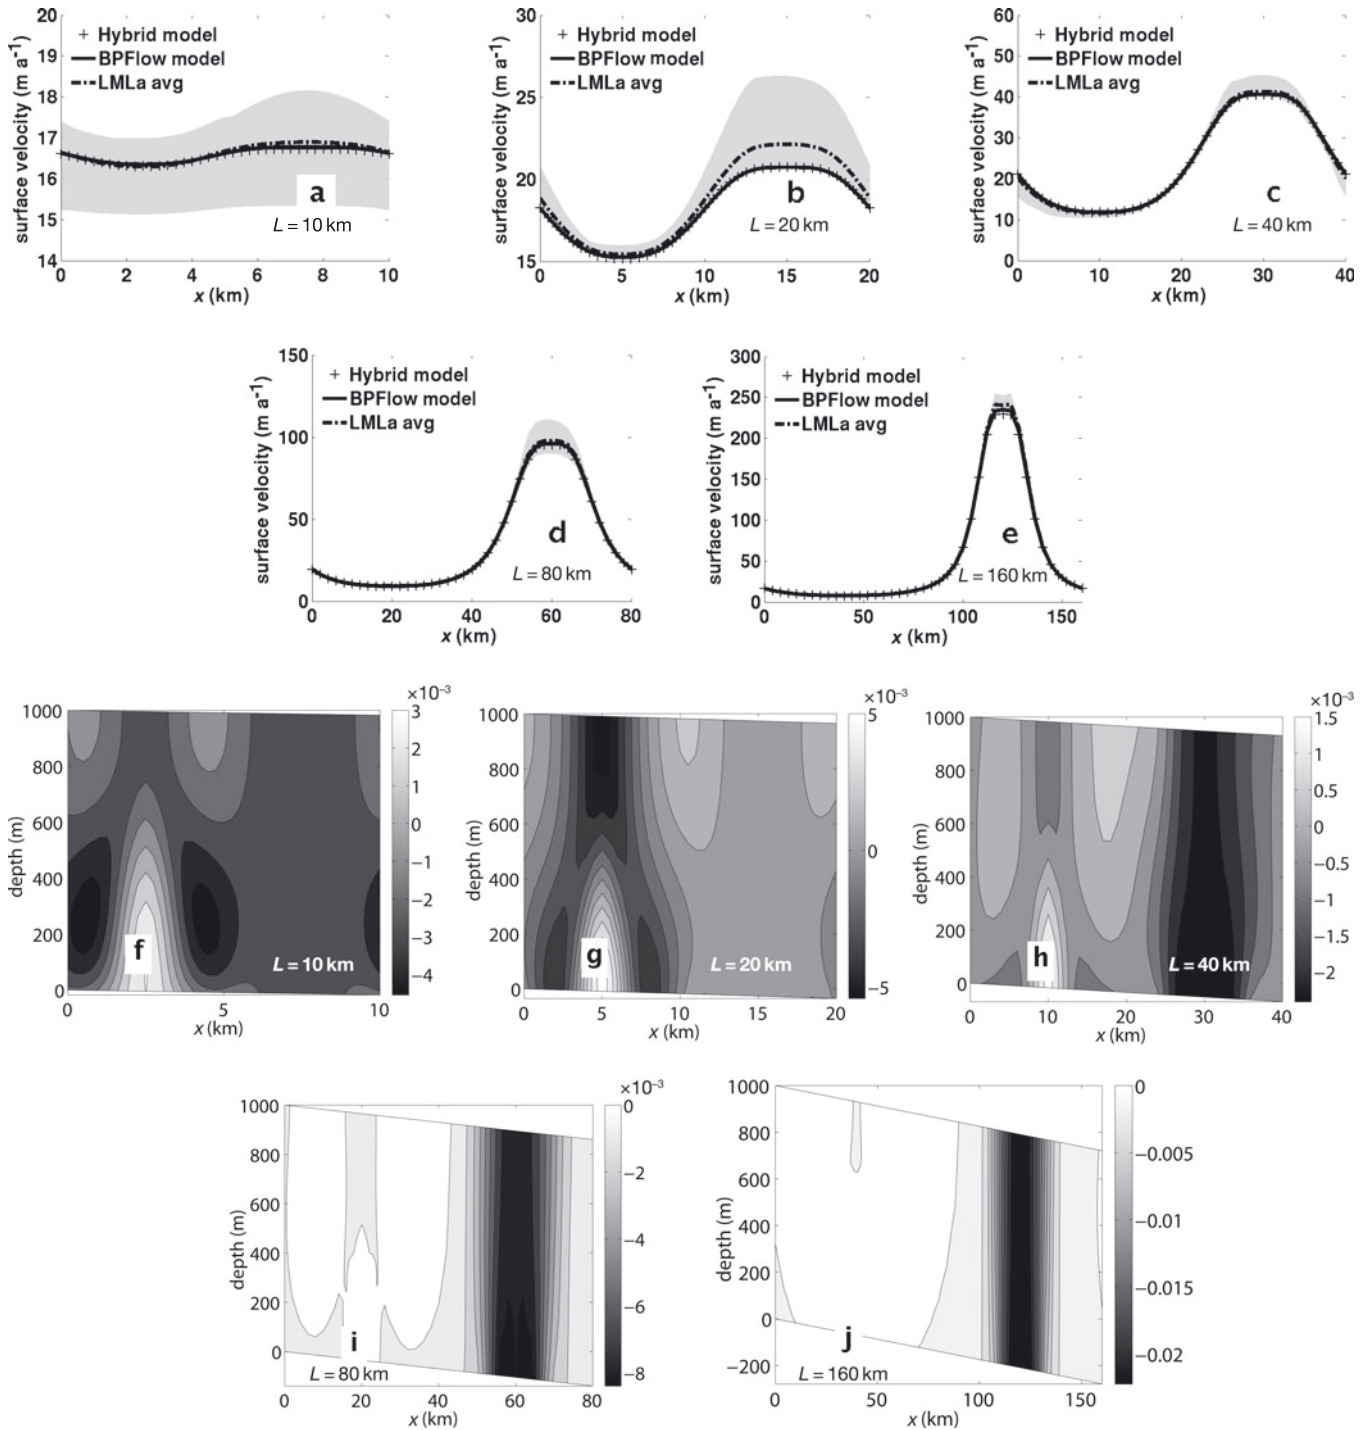 20
19
18
17
16
15
14
surface velocity (m a⁻¹)
+ Hybrid model
BPFlow model
LMLa avg
a
L = 10 km
0 2 4 6 8 10
x (km)
30
25
20
15
surface velocity (m a⁻¹)
+ Hybrid model
BPFlow model
LMLa avg
b
L = 20 km
0 5 10 15 20
x (km)
60
50
40
30
20
10
0
surface velocity (m a⁻¹)
+ Hybrid model
BPFlow model
LMLa avg
c
L = 40 km
0 10 20 30 40
x (km)
150
100
50
0
surface velocity (m a⁻¹)
+ Hybrid model
BPFlow model
LMLa avg
d
L = 80 km
0 20 40 60 80
x (km)
300
250
200
150
100
50
0
surface velocity (m a⁻¹)
+ Hybrid model
BPFlow model
LMLa avg
e
L = 160 km
0 50 100 150
x (km)
1000
800
600
400
200
0
depth (m)
f
L = 10 km
0 5 10
x (km)
×10⁻³
3
2
1
0
−1
−2
−3
−4
1000
800
600
400
200
0
depth (m)
g
L = 20 km
0 5 10 15 20
x (km)
×10⁻³
5
0
−5
1000
800
600
400
200
0
depth (m)
h
L = 40 km
0 10 20 30 40
x (km)
×10⁻³
1.5
1
0.5
0
−0.5
−1
−1.5
−2
1000
800
600
400
200
0
depth (m)
i
L = 80 km
0 20 40 60 80
x (km)
×10⁻³
0
−2
−4
−6
−8
1000
800
600
400
200
0
−200
depth (m)
j
L = 160 km
0 50 100 150
x (km)
0
−0.005
−0.01
−0.015
−0.02